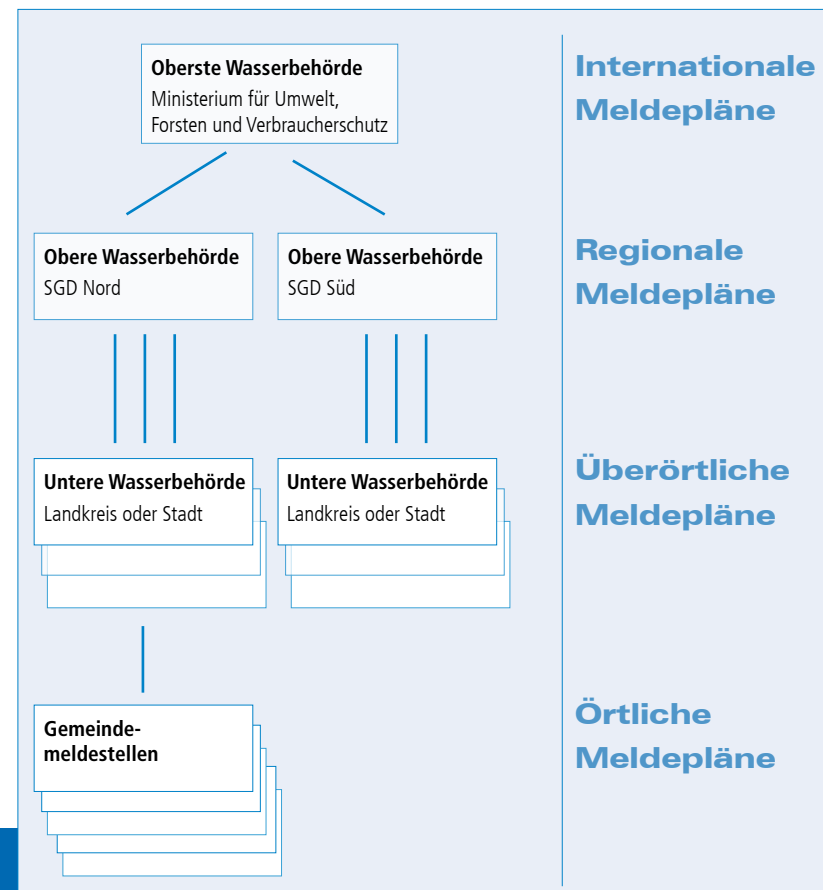 Oberste Wasserbehörde
Ministerium für Umwelt,
Forsten und Verbraucherschutz
Internationale
Meldepläne
Obere Wasserbehörde
SGD Nord
Obere Wasserbehörde
SGD Süd
Regionale
Meldepläne
Untere Wasserbehörde
Landkreis oder Stadt
Untere Wasserbehörde
Landkreis oder Stadt
Überörtliche
Meldepläne
Gemeinde-
meldestellen
Örtliche
Meldepläne